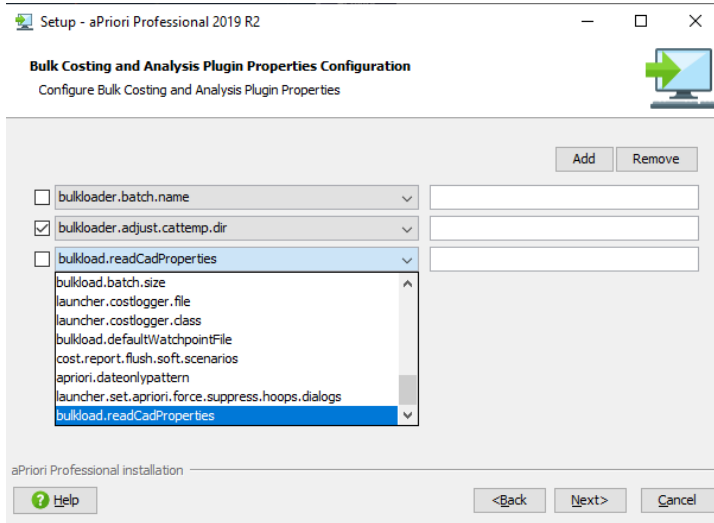 Setup - aPriori Professional 2019 R2
Bulk Costing and Analysis Plugin Properties Configuration
Configure Bulk Costing and Analysis Plugin Properties
Add Remove
bulkloader.batch.name
bulkloader.adjust.cattemp.dir
bulkload.readCadProperties
bulkload.batch.size
launcher.costlogger.file
launcher.costlogger.class
bulkload.defaultWatchpointFile
cost.report.flush.soft.scenarios
apriori.dateonlypattern
launcher.set.apriori.force.suppress.hoops.dialogs
bulkload.readCadProperties
aPriori Professional installation
Help <Back Next> Cancel